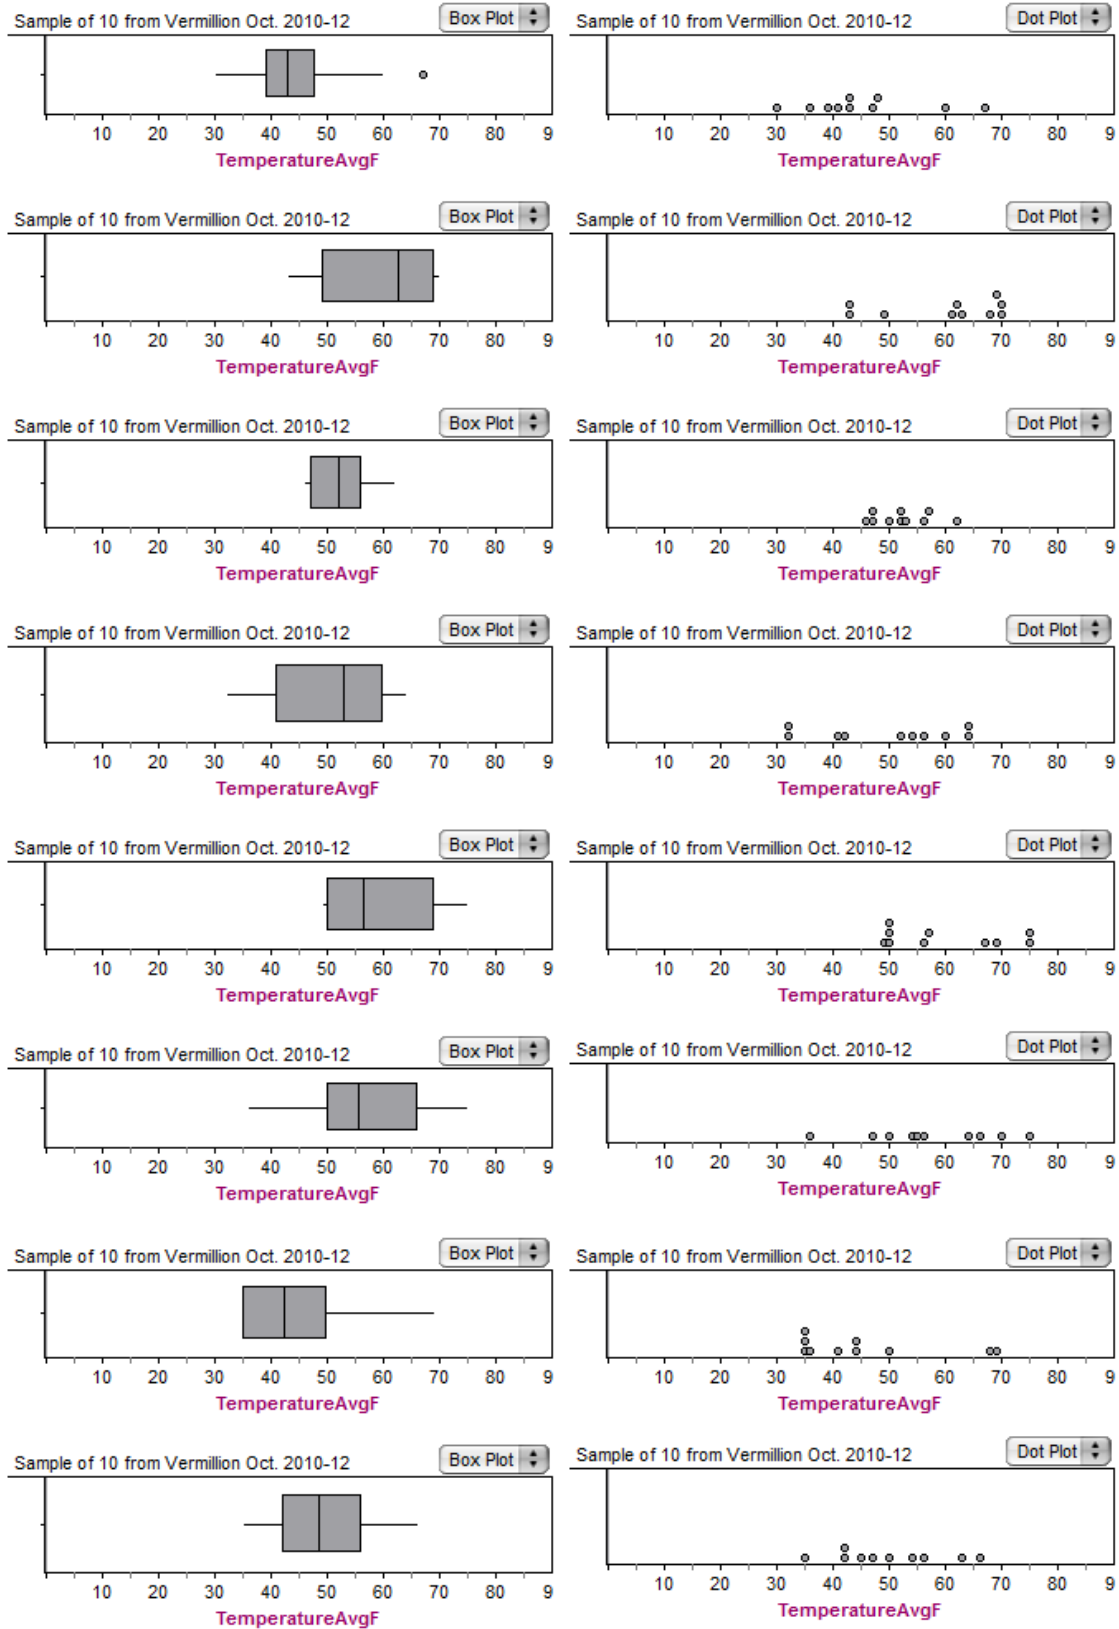 Sample of 10 from Vermillion Oct. 2010-12 Box Plot
10 20 30 40 50 60 70 9
TemperatureAvgF
Sample of 10 from Vermillion Oct. 2010-12 Dot Plot
10 20 30 40 50 60 70 80 9
TemperatureAvgF
Sample of 10 from Vermillion Oct. 2010-12 Box Plot
10 20 30 40 50 60 70 80 9
TemperatureAvgF
Sample of 10 from Vermillion Oct. 2010-12 Dot Plot
10 20 30 40 50 60 70 80 9
TemperatureAvgF
Sample of 10 from Vermillion Oct. 2010-12 Box Plot
10 20 30 40 50 60 70 80 9
TemperatureAvgF
Sample of 10 from Vermillion Oct. 2010-12 Dot Plot
10 20 30 40 50 60 70 80 9
TemperatureAvgF
Sample of 10 from Vermillion Oct. 2010-12 Box Plot
10 20 30 40 50 60 70 80 9
TemperatureAvgF
Sample of 10 from Vermillion Oct. 2010-12 Dot Plot
10 20 30 40 50 60 70 80 9
TemperatureAvgF
Sample of 10 from Vermillion Oct. 2010-12 Box Plot
10 20 30 40 50 60 70 80 9
TemperatureAvgF
Sample of 10 from Vermillion Oct. 2010-12 Dot Plot
10 20 30 40 50 60 70 80 9
TemperatureAvgF
Sample of 10 from Vermillion Oct. 2010-12 Box Plot
10 20 30 40 50 60 70 80 9
TemperatureAvgF
Sample of 10 from Vermillion Oct. 2010-12 Dot Plot
10 20 30 40 50 60 70 80 9
TemperatureAvgF
Sample of 10 from Vermillion Oct. 2010-12 Box Plot
10 20 30 40 50 60 70 80 9
TemperatureAvgF
Sample of 10 from Vermillion Oct. 2010-12 Dot Plot
10 20 30 40 50 60 70 80 9
TemperatureAvgF
Sample of 10 from Vermillion Oct. 2010-12 Box Plot
10 20 30 40 50 60 70 80 9
TemperatureAvgF
Sample of 10 from Vermillion Oct. 2010-12 Dot Plot
10 20 30 40 50 60 70 80 9
TemperatureAvgF